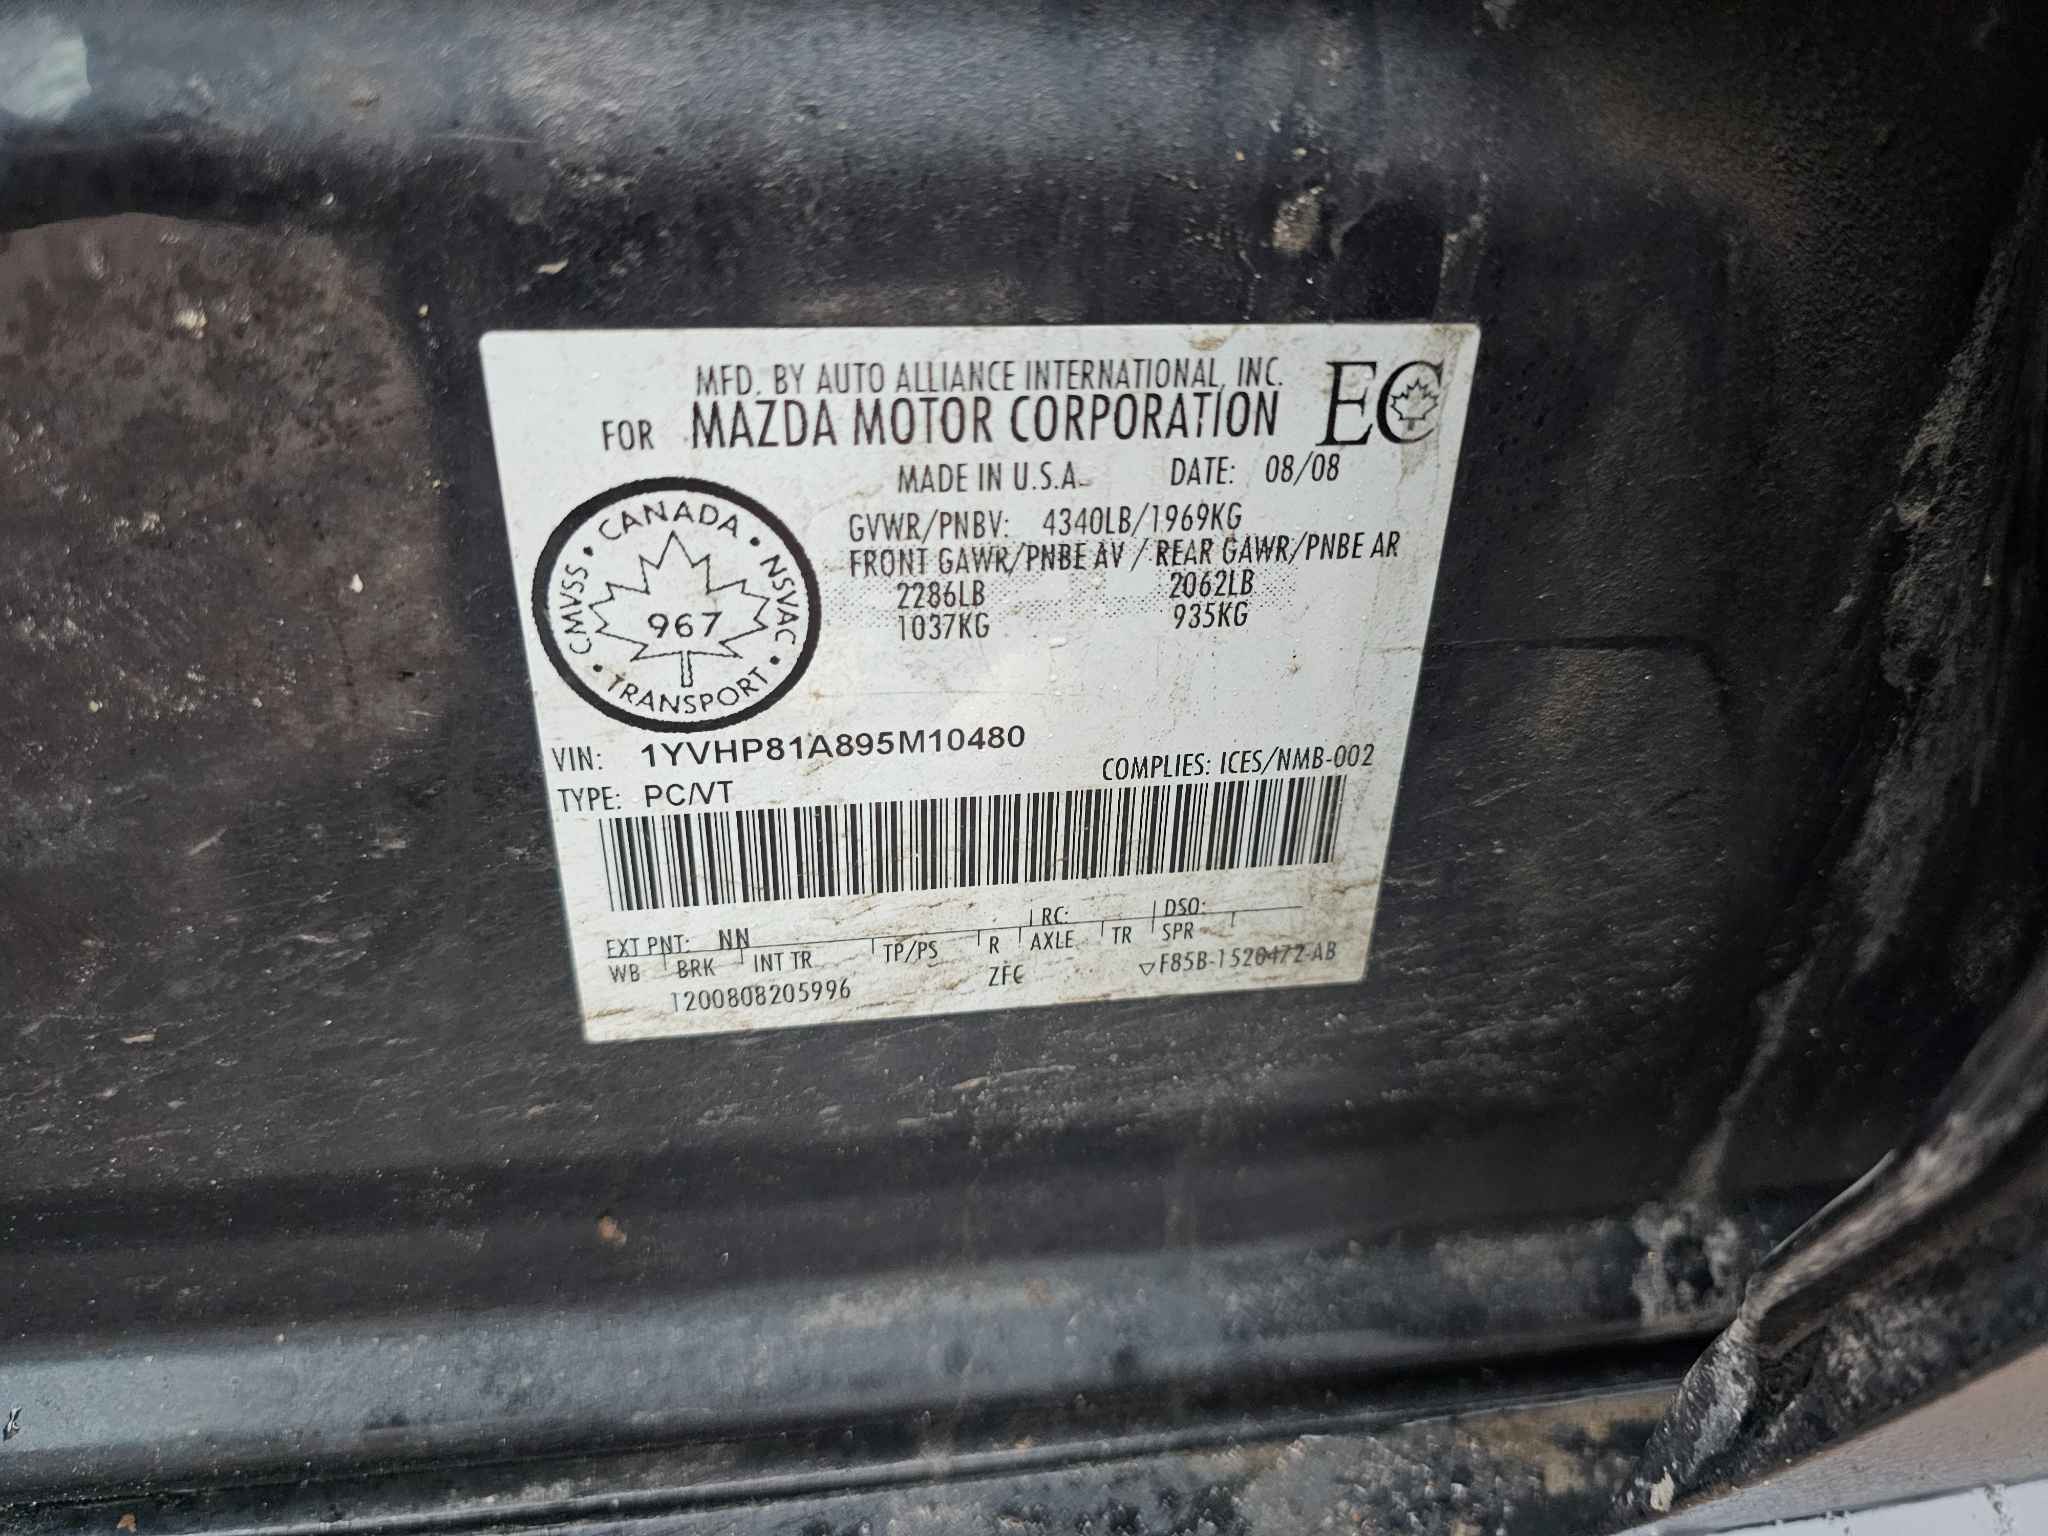 MFD. BY AUTO ALLIANCE INTERNATIONAL, INC.
FOR MAZDA MOTOR CORPORATION EC
MADE IN U.S.A. DATE: 08/08
GVWR/PNBV: 4340LB/1969KG
FRONT GAWR/PNBE AV / REAR GAWR/PNBE AR
2286LB 2062LB
1037KG 935KG
CANADA • NSVAC • TRANSPORT • CMVSS •
967
VIN: 1YVHP81A895M10480
TYPE: PC/VT COMPLIES: ICES/NMB-002
EXT PNT: NN RC: DSO:
WB BRK INT TR TP/PS R AXLE TR SPR
T200808205996 ZFC ▽F85B-1520472-AB